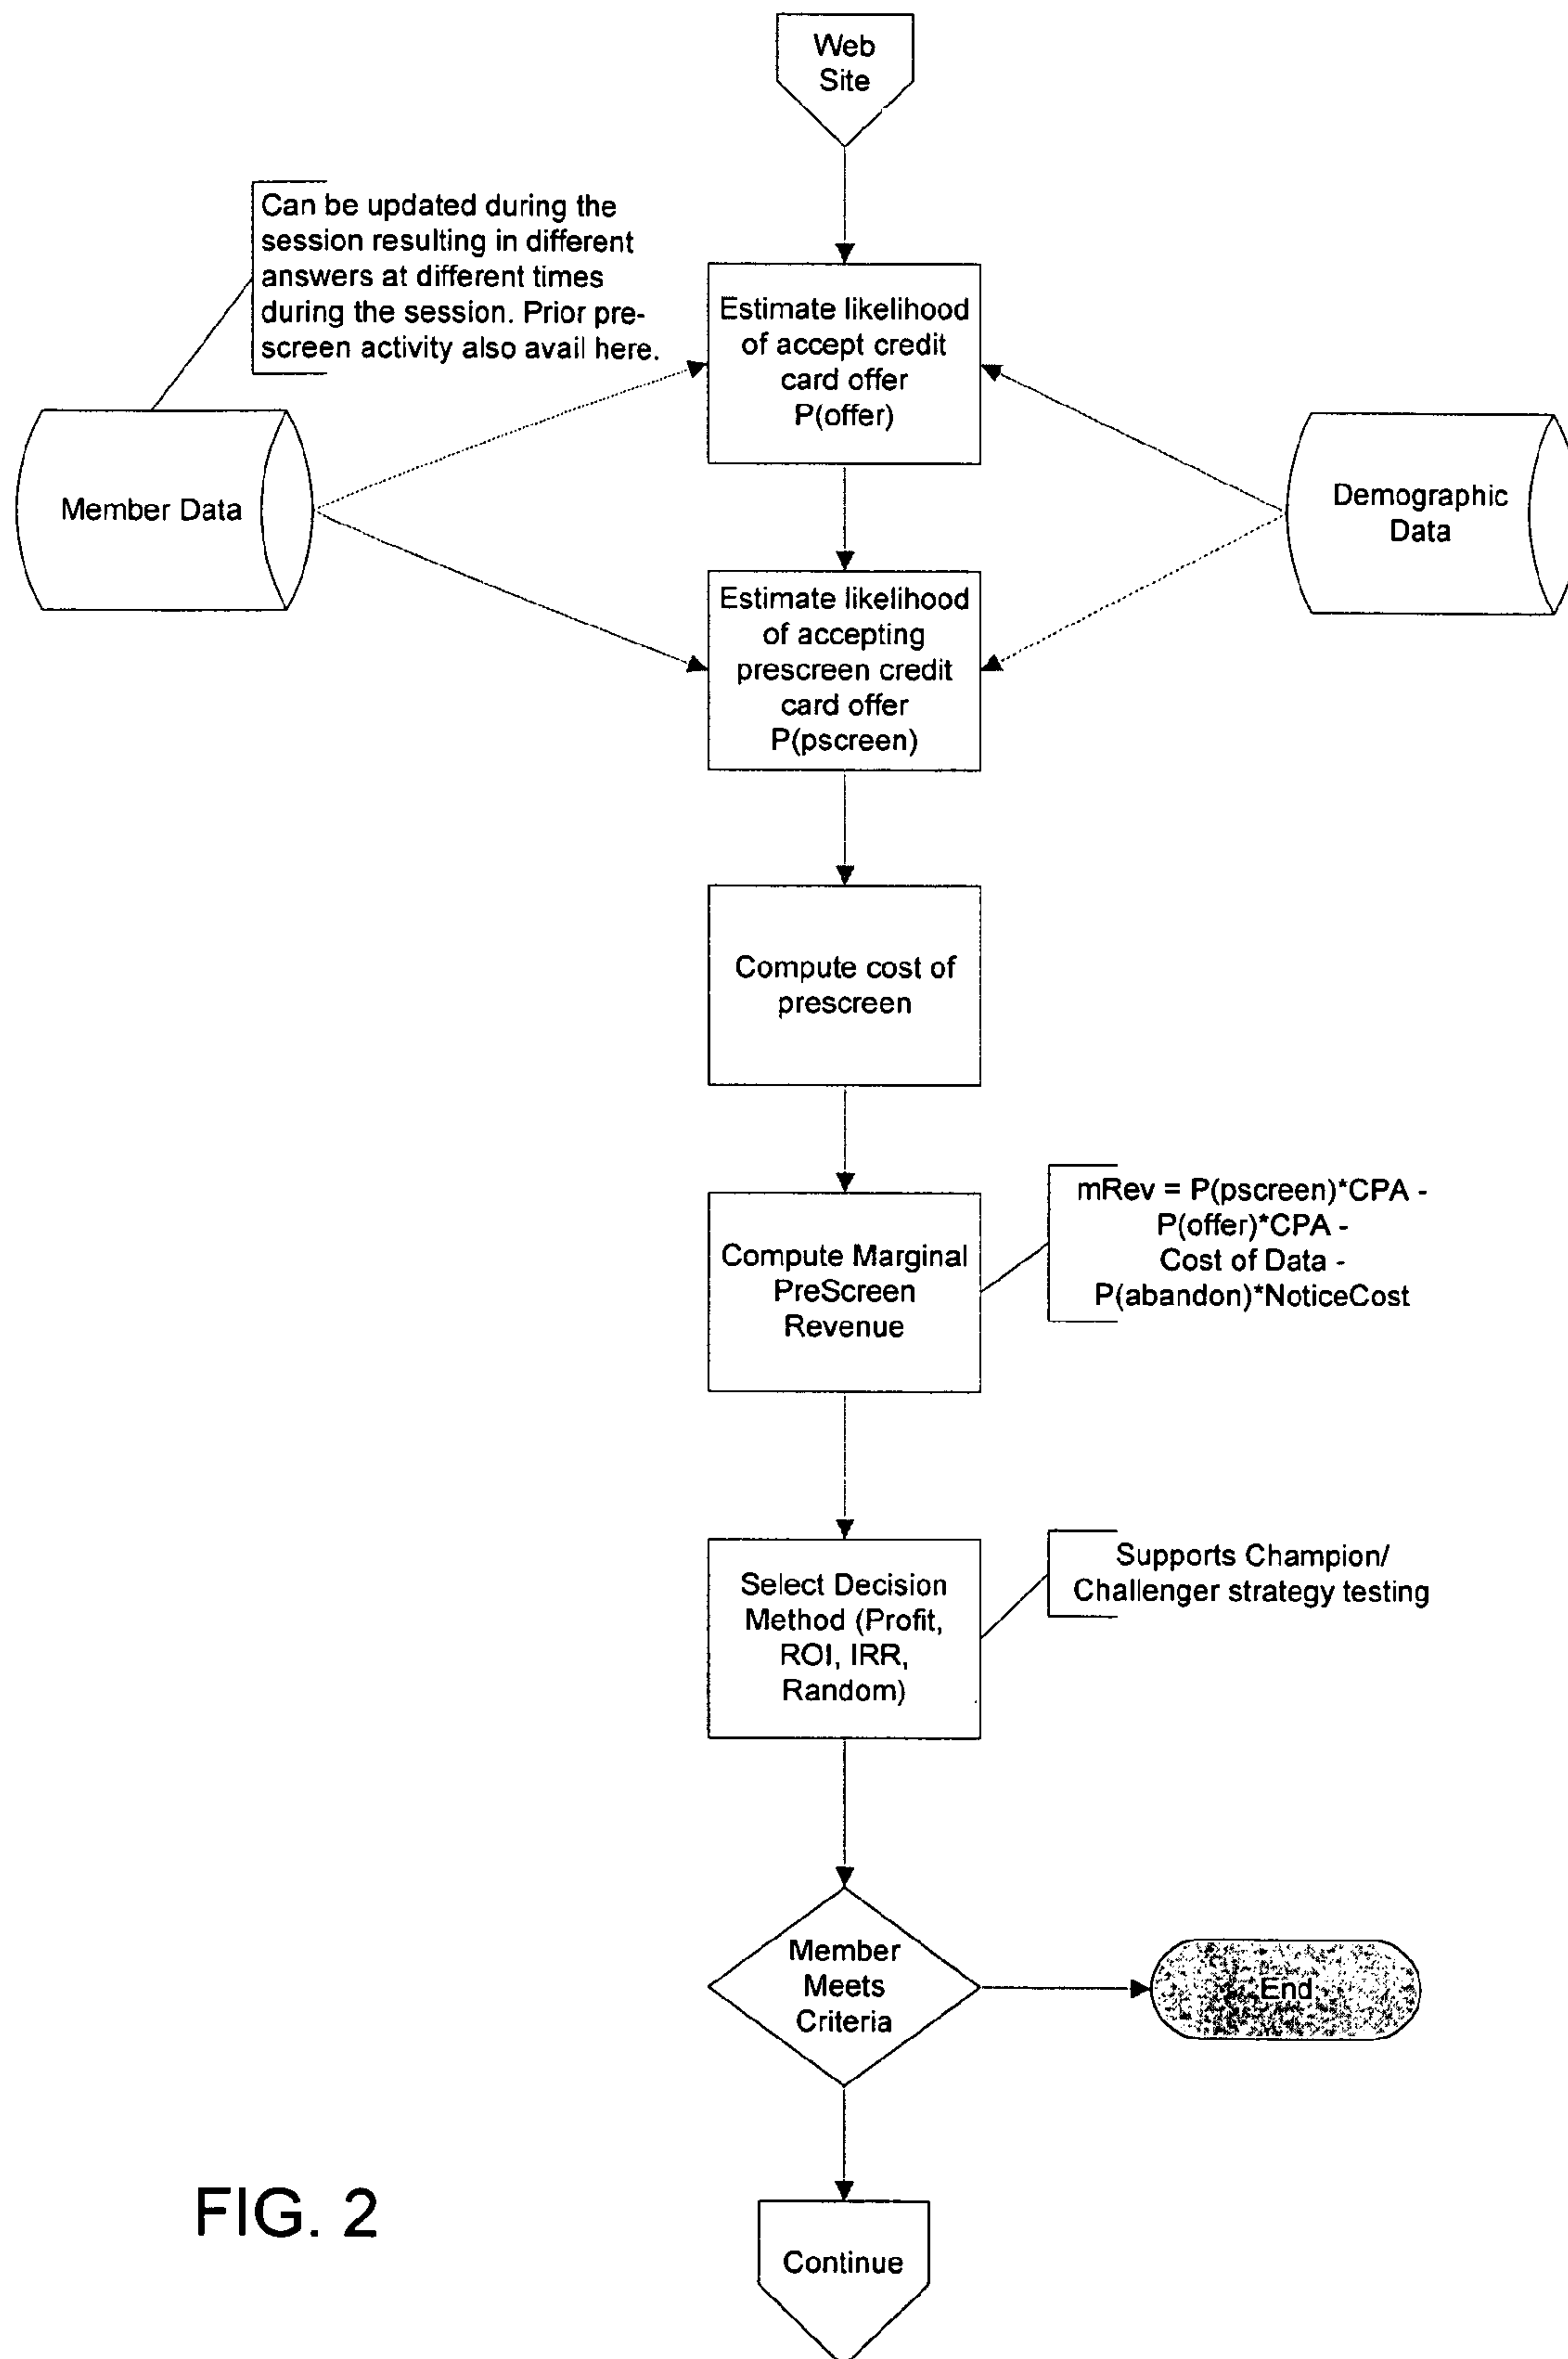 Web
Site
Can be updated during the
session resulting in different
answers at different times
during the session. Prior pre-
screen activity also avail here.
Estimate likelihood
of accept credit
card offer
P(offer)
Member Data
Demographic
Data
Estimate likelihood
of accepting
prescreen credit
card offer
P(pscreen)
Compute cost of
prescreen
Compute Marginal
PreScreen
Revenue
mRev = P(pscreen)*CPA -
P(offer)*CPA -
Cost of Data -
P(abandon)*NoticeCost
Select Decision
Method (Profit,
ROI, IRR,
Random)
Supports Champion/
Challenger strategy testing
Member
Meets
Criteria
End
Continue
FIG. 2